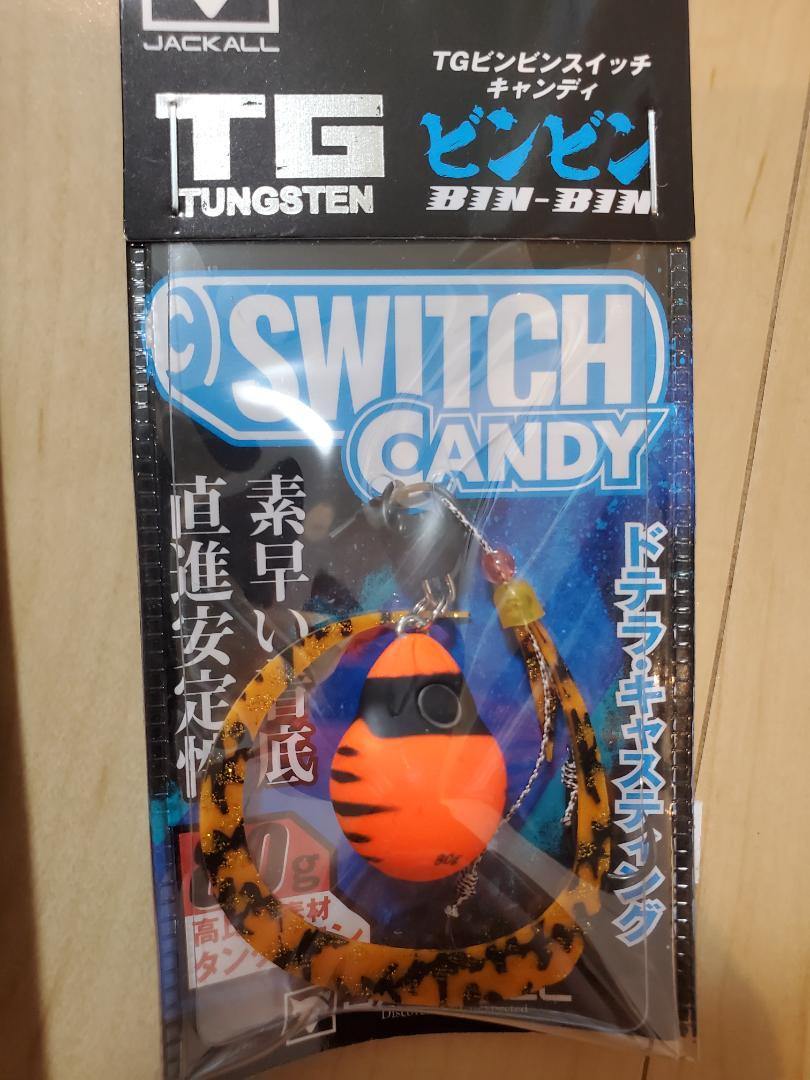 JACKALL
TG
TUNGSTEN
TGビンビンスイッチ
キャンディ
ビンビン
BIN-BIN
SWITCH
CANDY
素早い 底
直進安定性
ドテラ・キャスティング
80g